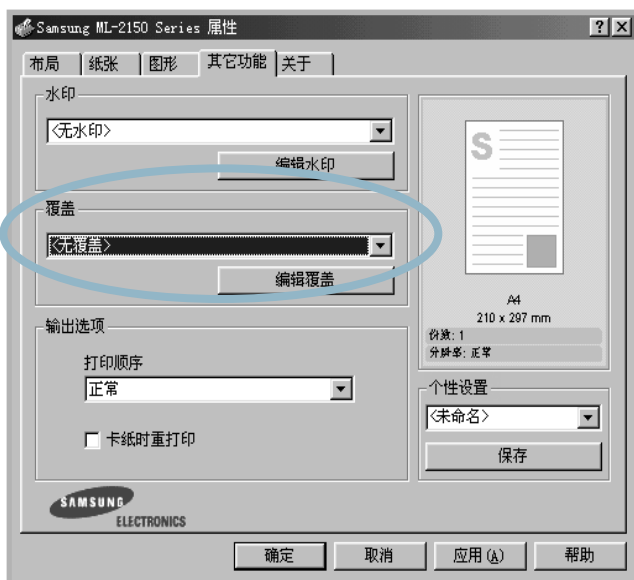 Samsung ML-2150 Series 属性
布局 纸张 图形 其它功能 关于
水印
<无水印>
编辑水印
覆盖
<无覆盖>
编辑覆盖
输出选项
打印顺序
正常
卡纸时重打印
S
A4
210 x 297 mm
份数: 1
分辨率: 正常
个性设置
<未命名>
保存
SAMSUNG
ELECTRONICS
确定 取消 应用(A) 帮助